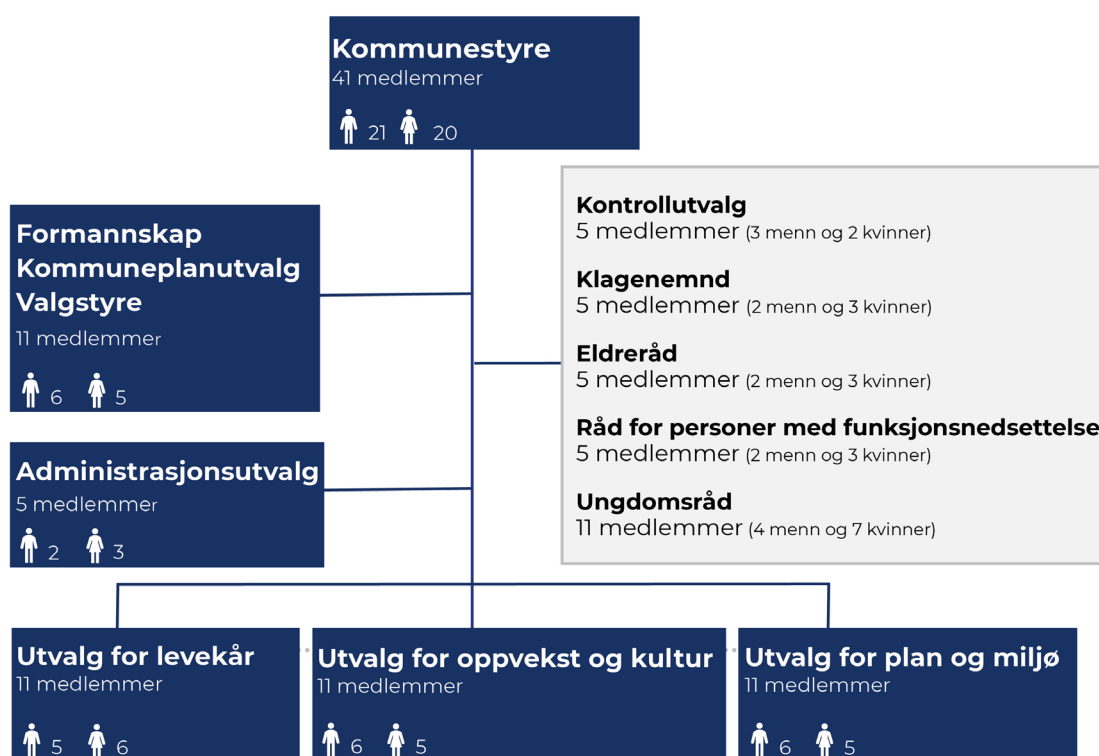 Kommunestyre
41 medlemmer
21 20
Formannskap
Kommuneplanutvalg
Valgstyre
11 medlemmer
6 5
Administrasjonsutvalg
5 medlemmer
2 3
Kontrollutvalg
5 medlemmer (3 menn og 2 kvinner)
Klagenemnd
5 medlemmer (2 menn og 3 kvinner)
Eldreråd
5 medlemmer (2 menn og 3 kvinner)
Råd for personer med funksjonsnedsettelse
5 medlemmer (2 menn og 3 kvinner)
Ungdomsråd
11 medlemmer (4 menn og 7 kvinner)
Utvalg for levekår
11 medlemmer
5 6
Utvalg for oppvekst og kultur
11 medlemmer
6 5
Utvalg for plan og miljø
11 medlemmer
6 5